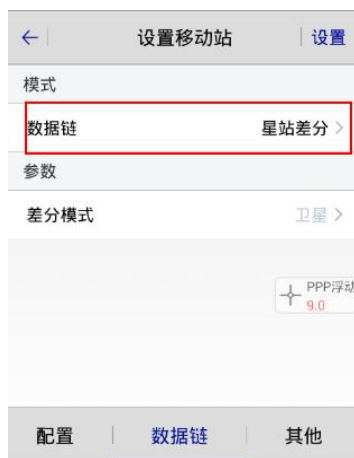 设置移动站 设置
模式
数据链 星站差分
参数
差分模式 卫星
PPP浮动
9.0
配置 数据链 其他